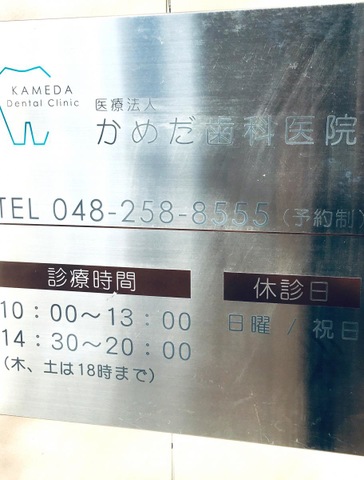 KAMEDA
Dental Clinic
医療法人
かめだ歯科医院
TEL 048-258-8555 (予約制)
診療時間
10：00～13：00
14：30～20：00
(木、土は18時まで)
休診日
日曜 / 祝日